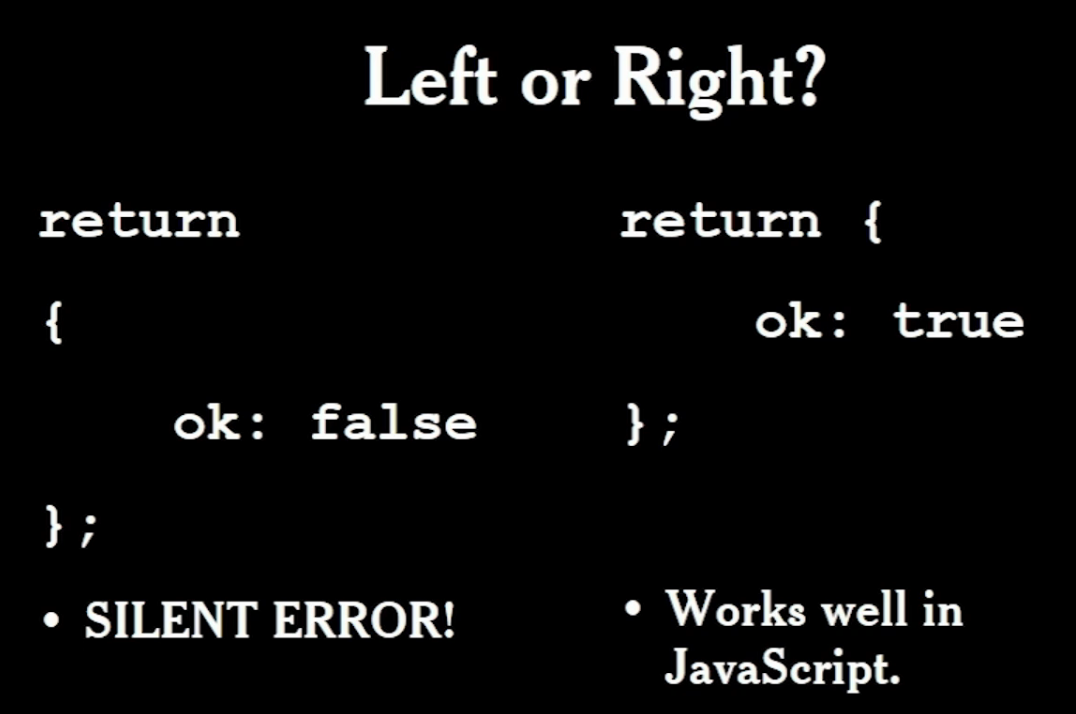 Left or Right?
return
{
    ok: false
};
• SILENT ERROR!
return {
    ok: true
};
• Works well in
JavaScript.